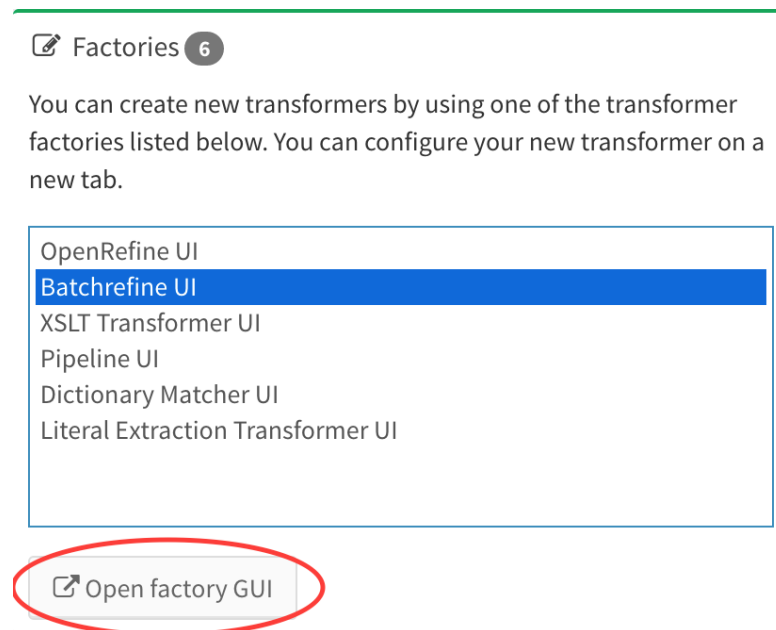 Factories 6
You can create new transformers by using one of the transformer
factories listed below. You can configure your new transformer on a
new tab.
OpenRefine UI
Batchrefine UI
XSLT Transformer UI
Pipeline UI
Dictionary Matcher UI
Literal Extraction Transformer UI
Open factory GUI